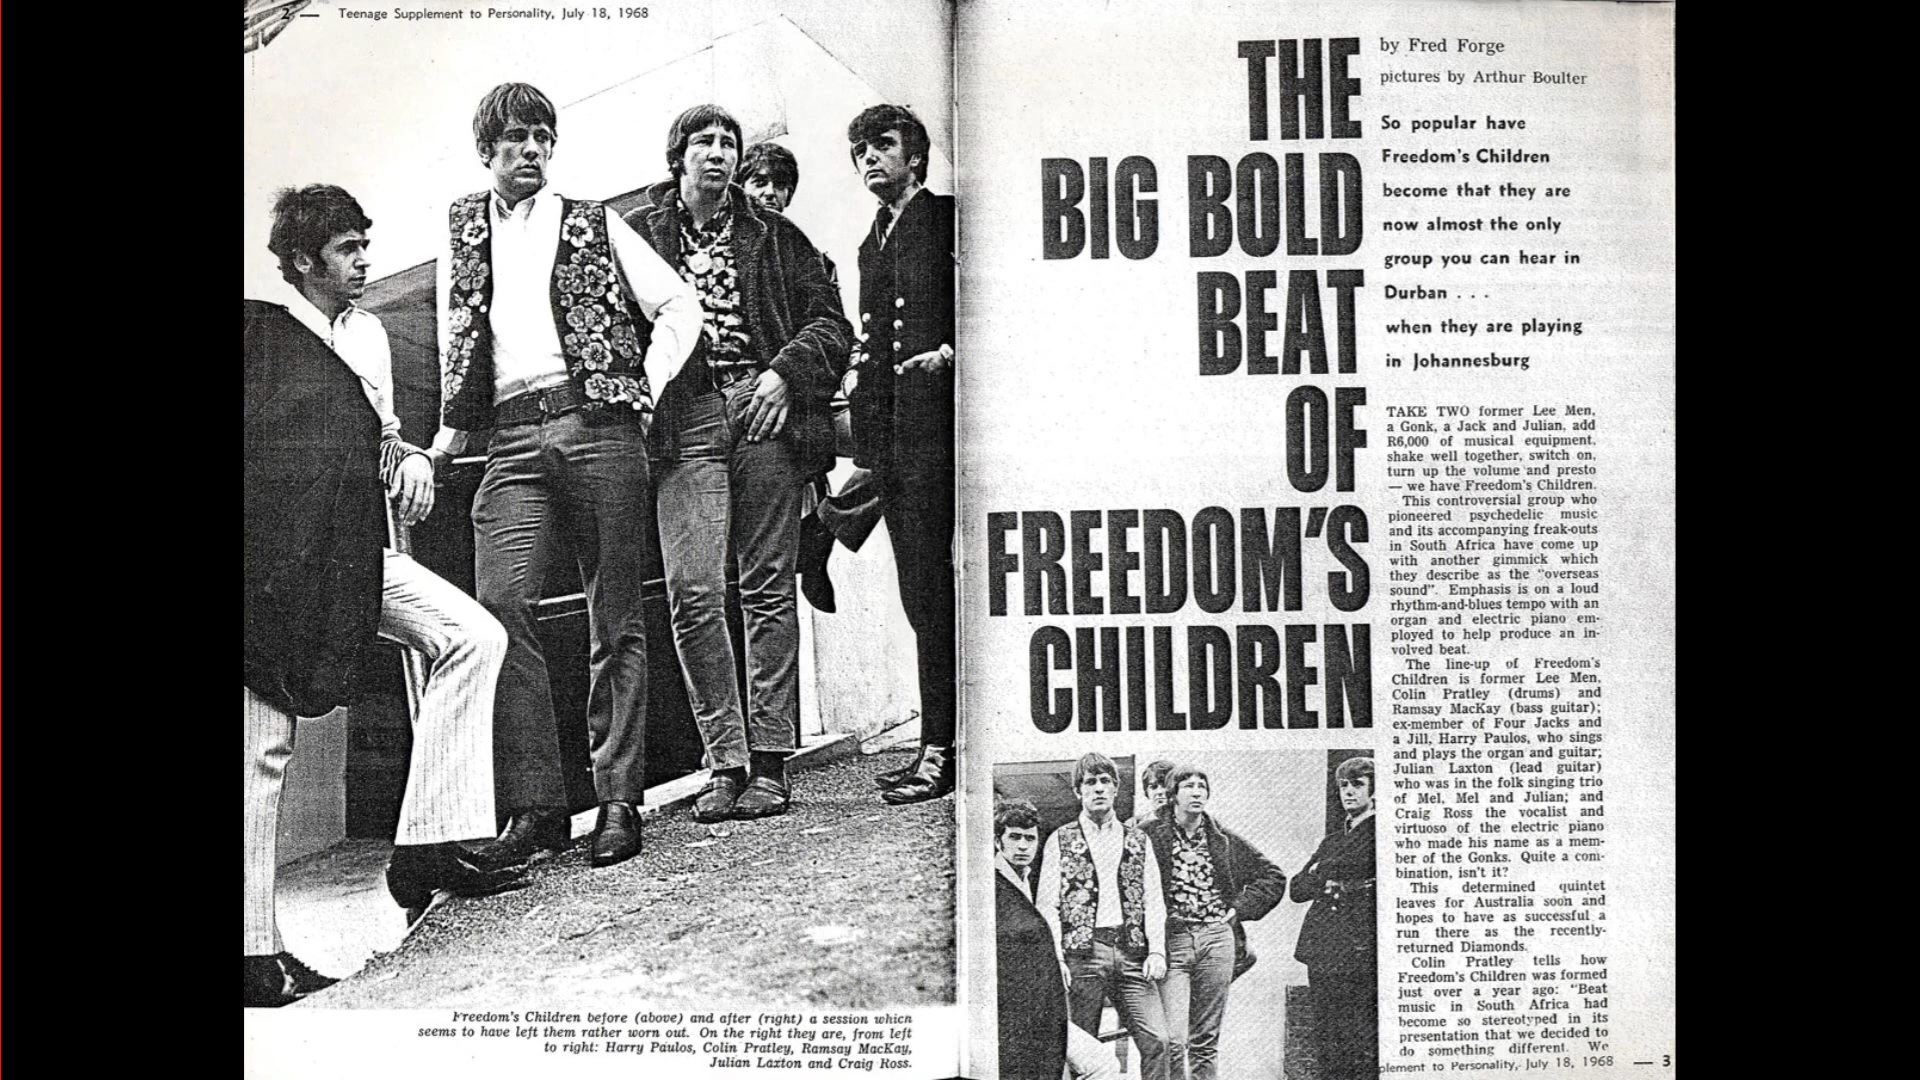 2 — Teenage Supplement to Personality, July 18, 1968
Freedom's Children before (above) and after (right) a session which
seems to have left them rather worn out. On the right they are, from left
to right: Harry Paulos, Colin Pratley, Ramsay MacKay,
Julian Laxton and Craig Ross.
THE
BIG BOLD
BEAT
OF
FREEDOM'S
CHILDREN
by Fred Forge
pictures by Arthur Boulter
So popular have
Freedom's Children
become that they are
now almost the only
group you can hear in
Durban . . .
when they are playing
in Johannesburg
TAKE TWO former Lee Men,
a Gonk, a Jack and Julian, add
R6,000 of musical equipment,
shake well together, switch on,
turn up the volume and presto
— we have Freedom's Children.
This controversial group who
pioneered psychedelic music
and its accompanying freak-outs
in South Africa have come up
with another gimmick which
they describe as the "overseas
sound". Emphasis is on a loud
rhythm-and-blues tempo with an
organ and electric piano em-
ployed to help produce an in-
volved beat.
The line-up of Freedom's
Children is former Lee Men,
Colin Pratley (drums) and
Ramsay MacKay (bass guitar);
ex-member of Four Jacks and
a Jill, Harry Paulos, who sings
and plays the organ and guitar;
Julian Laxton (lead guitar)
who was in the folk singing trio
of Mel, Mel and Julian; and
Craig Ross the vocalist and
virtuoso of the electric piano
who made his name as a mem-
ber of the Gonks. Quite a com-
bination, isn't it?
This determined quintet
leaves for Australia soon and
hopes to have as successful a
run there as the recently-
returned Diamonds.
Colin Pratley tells how
Freedom's Children was formed
just over a year ago: "Beat
music in South Africa had
become so stereotyped in its
presentation that we decided to
do something different. We
plement to Personality, July 18, 1968 — 3